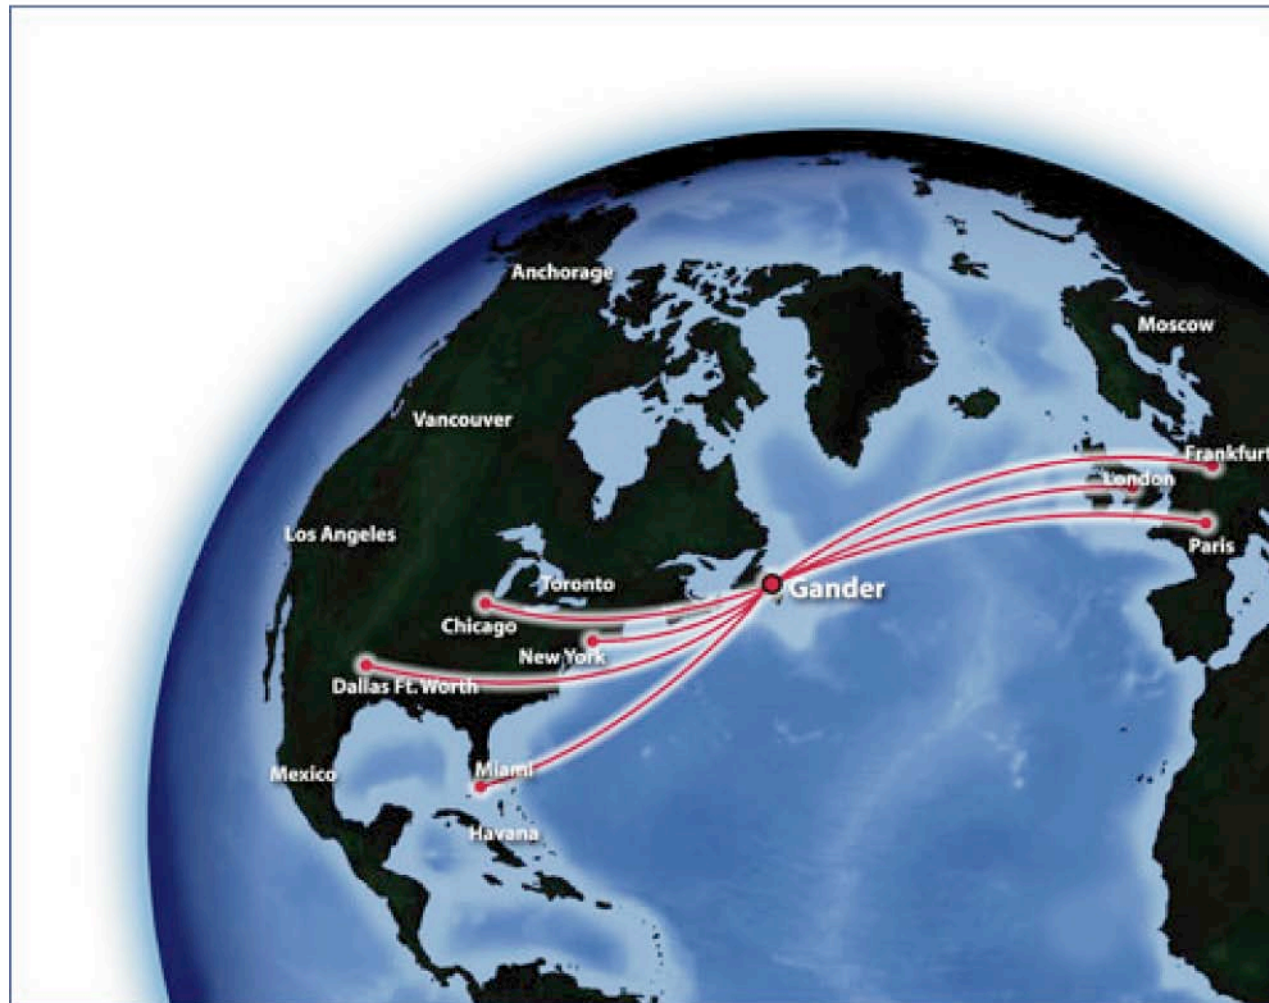 Anchorage
Moscow
Vancouver
Frankfurt
London
Los Angeles
Paris
Toronto
Gander
Chicago
New York
Dallas Ft. Worth
Miami
Mexico
Havana